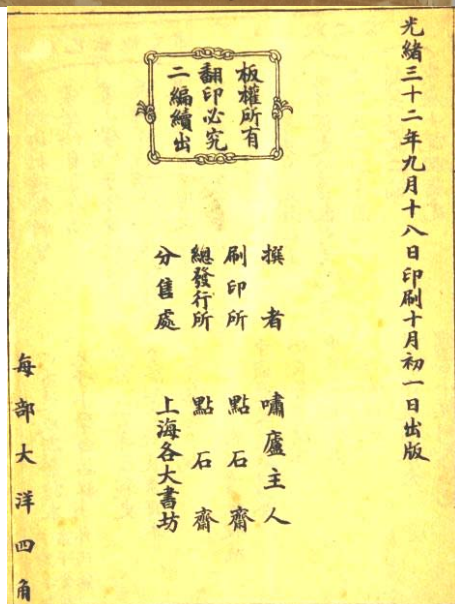 光緒三十二年九月十八日印刷十月初一日出版
板權所有
翻印必究
二編續出
撰者 嘯廬主人
刷印所 點石齋
總發行所 點石齋
分售處 上海各大書坊
每部大洋四角